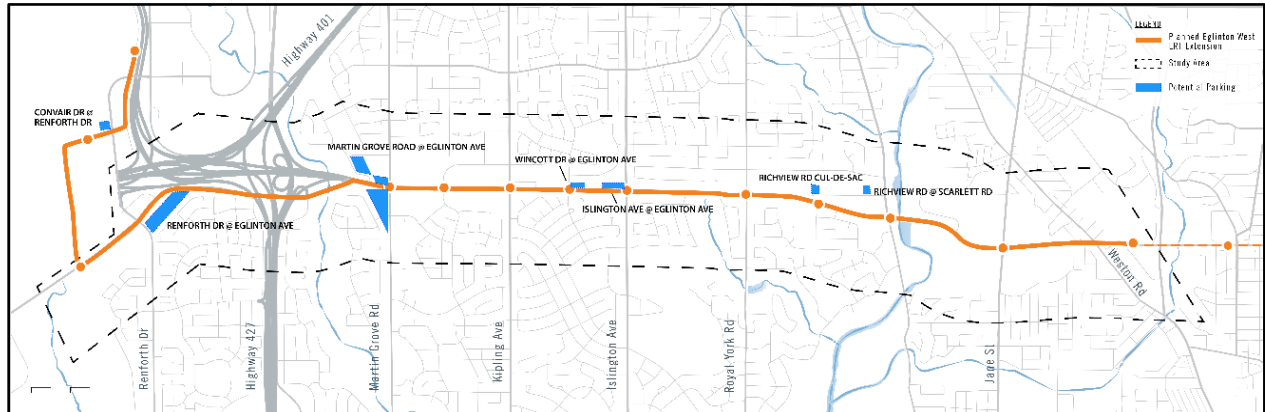 LEGEND
Planned Eglinton West
LRT Extension
Study Area
Potential Parking
Highway 401
CONVAIR DR @
RENFORTH DR
MARTIN GROVE ROAD @ EGLINTON AVE
WINCOTT DR @ EGLINTON AVE
RICHVIEW RD CUL-DE-SAC
RICHVIEW RD @ SCARLETT RD
ISLINGTON AVE @ EGLINTON AVE
RENFORTH DR @ EGLINTON AVE
Weston Rd
Renforth Dr
Highway 427
Martin Grove Rd
Kipling Ave
Islington Ave
Royal York Rd
Jane St